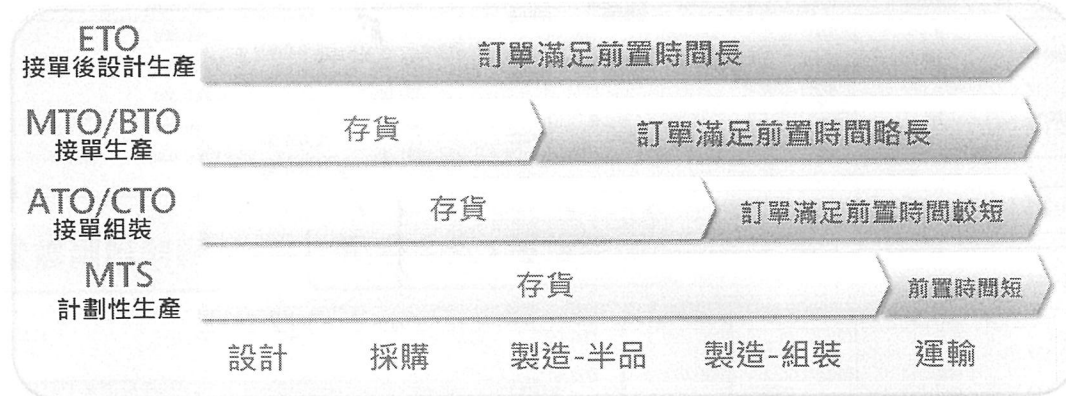 ETO
接單後設計生產
訂單滿足前置時間長
MTO/BTO
接單生產
存貨
訂單滿足前置時間略長
ATO/CTO
接單組裝
存貨
訂單滿足前置時間較短
MTS
計劃性生產
存貨
前置時間短
設計 採購 製造-半品 製造-組裝 運輸